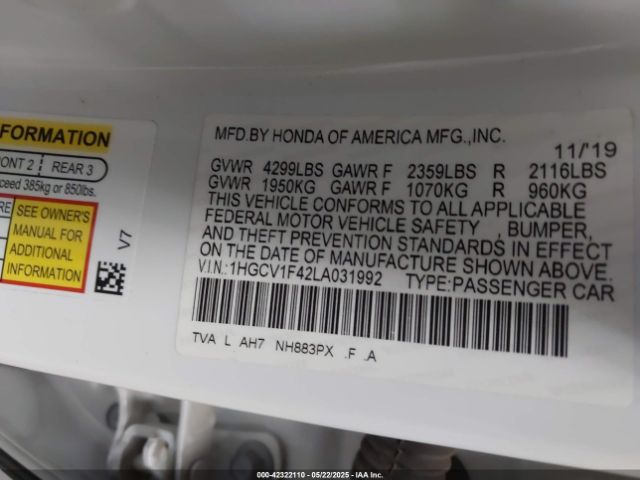 FORMATION
ONT 2 REAR 3
ceed 385kg or 850lbs.
RE
SEE OWNER'S
MANUAL FOR
ADDITIONAL
INFORMATION
V7
MFD.BY HONDA OF AMERICA MFG.,INC.
11/'19
GVWR 4299LBS GAWR F 2359LBS R 2116LBS
GVWR 1950KG GAWR F 1070KG R 960KG
THIS VEHICLE CONFORMS TO ALL APPLICABLE
FEDERAL MOTOR VEHICLE SAFETY , BUMPER,
AND THEFT PREVENTION STANDARDS IN EFFECT
ON THE DATE OF MANUFACTURE SHOWN ABOVE.
V.I.N.:1HGCV1F42LA031992 TYPE:PASSENGER CAR
TVA L AH7 NH883PX .F .A
000-42322110 - 05/22/2025 - IAA Inc.